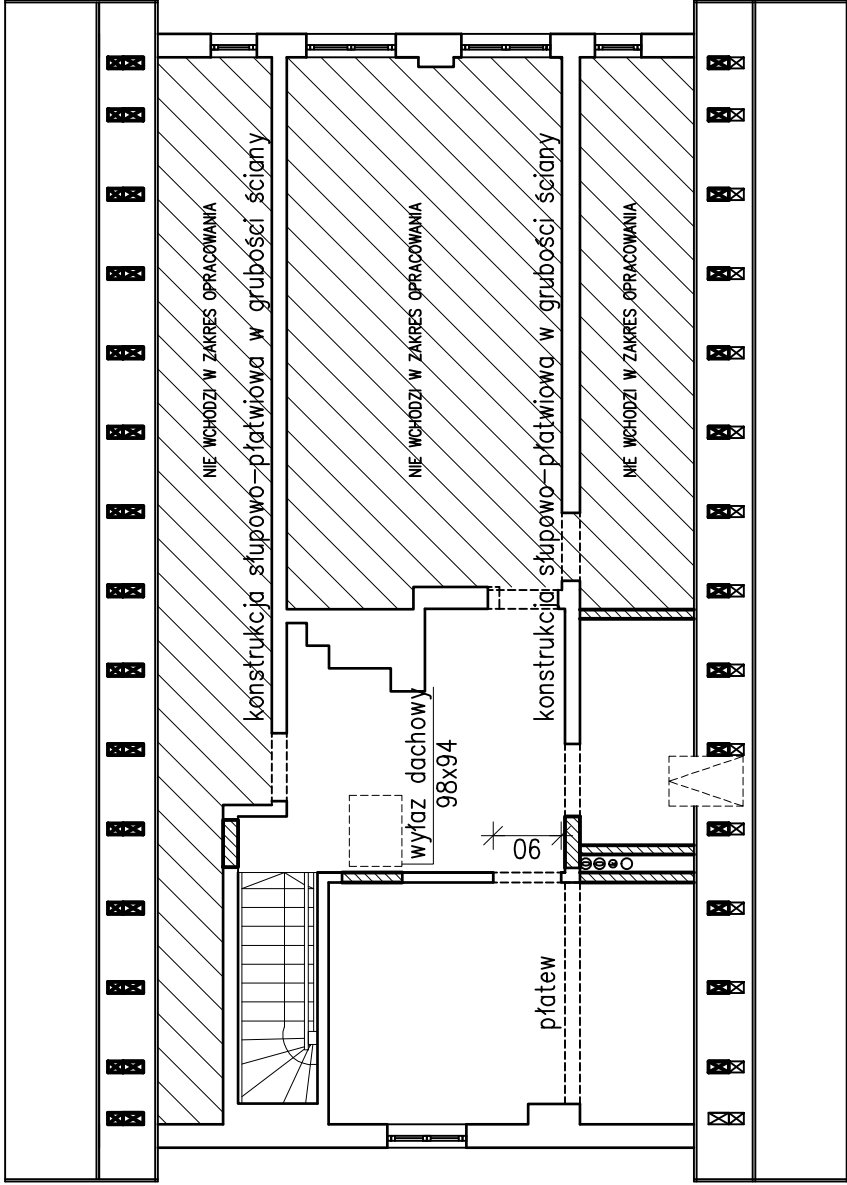 NIE WCHODZI W ZAKRES OPRACOWANIA
konstrukcja słupowo-płatwiowa w grubości ściany
NIE WCHODZI W ZAKRES OPRACOWANIA
konstrukcja słupowo-płatwiowa w grubości ściany
NIE WCHODZI W ZAKRES OPRACOWANIA
wyłaz dachowy
98x94
90
płatew